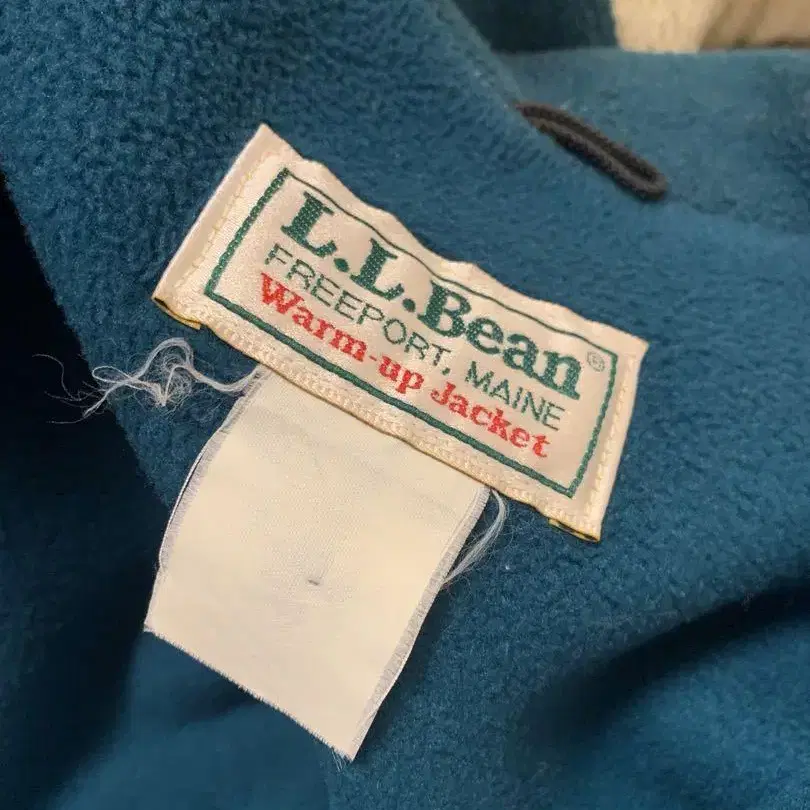 L.L.Bean®
FREEPORT, MAINE
Warm-up Jacket